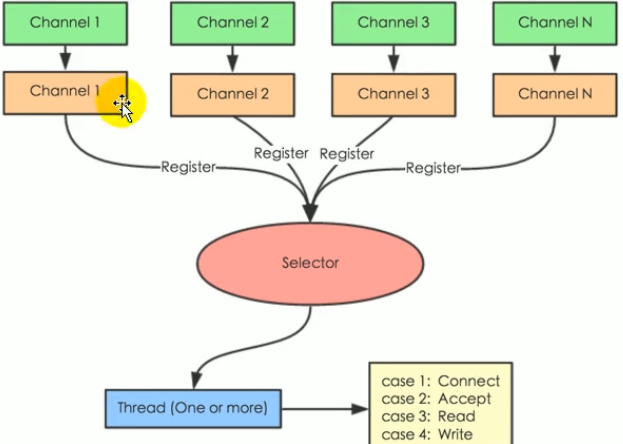 Channel 1
Channel 2
Channel 3
Channel N
Channel 1
Channel 2
Channel 3
Channel N
Register
Register
Register
Register
Selector
Thread (One or more)
case 1: Connect
case 2: Accept
case 3: Read
case 4: Write